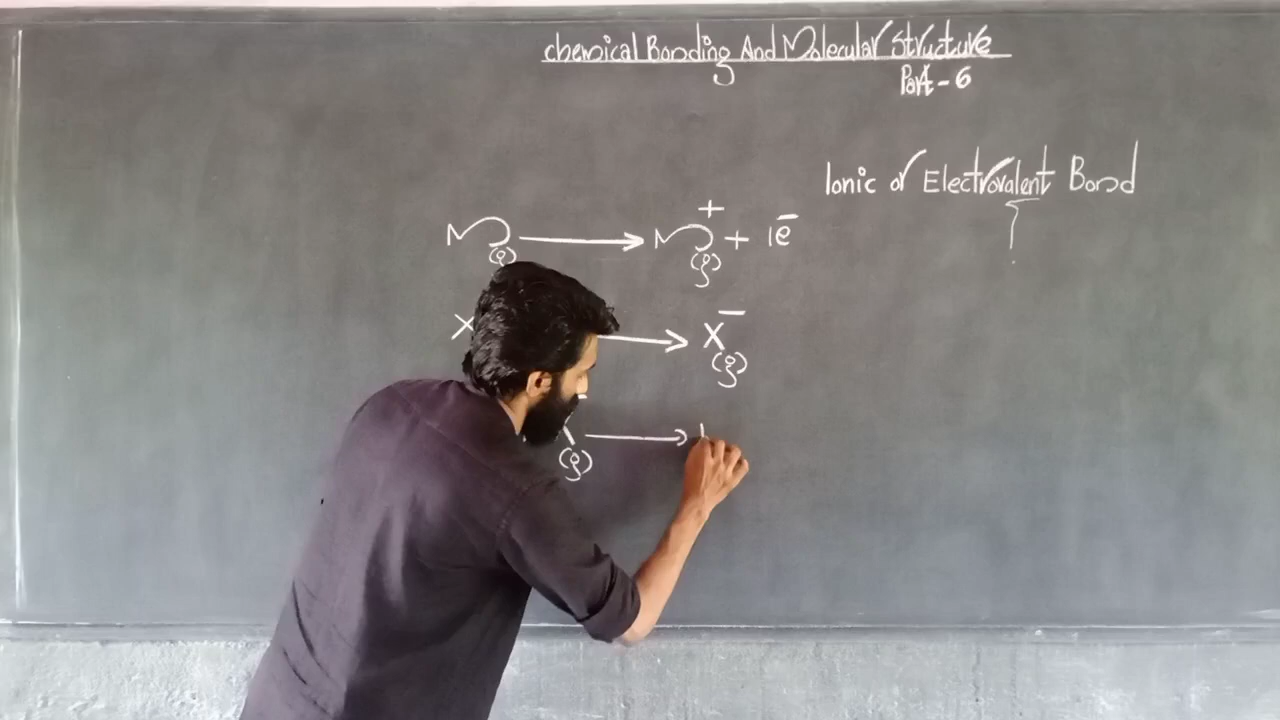 Chemical Bonding And Molecular Structure
Part - 6
Ionic or Electrovalent Bond
M(g) ⟶ M⁺(g) + 1e⁻
X ⟶ X⁻(g)
(g) ⟶